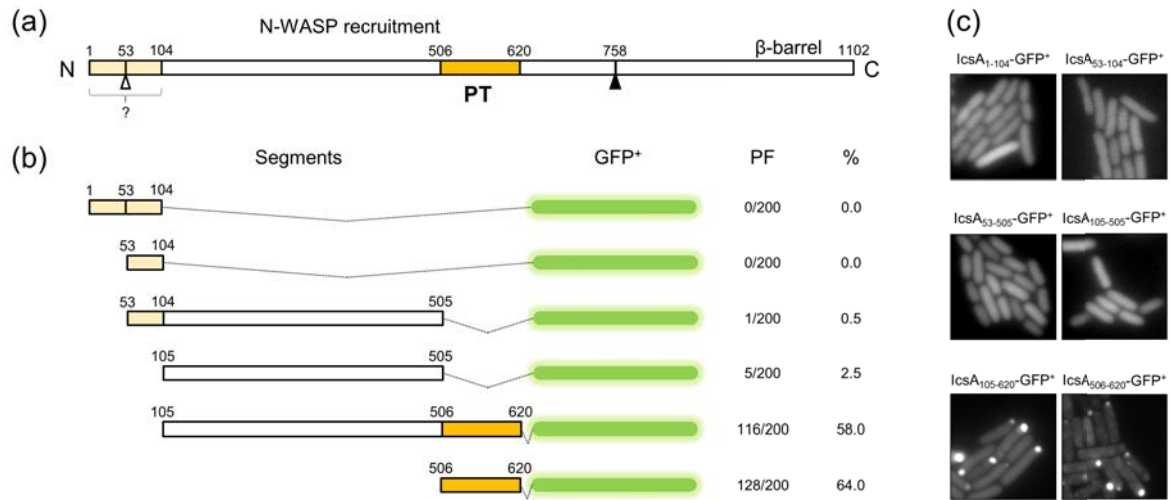 (a)
N-WASP recruitment
1 53 104 506 620 758 β-barrel 1102
N C
PT
?
(b)
Segments GFP⁺ PF %
1 53 104
0/200 0.0
53 104
0/200 0.0
53 104 505
1/200 0.5
105 505
5/200 2.5
105 506 620
116/200 58.0
506 620
128/200 64.0
(c)
IcsA₁₋₁₀₄-GFP⁺ IcsA₅₃₋₁₀₄-GFP⁺
IcsA₅₃₋₅₀₅-GFP⁺ IcsA₁₀₅₋₅₀₅-GFP⁺
IcsA₁₀₅₋₆₂₀-GFP⁺ IcsA₅₀₆₋₆₂₀-GFP⁺